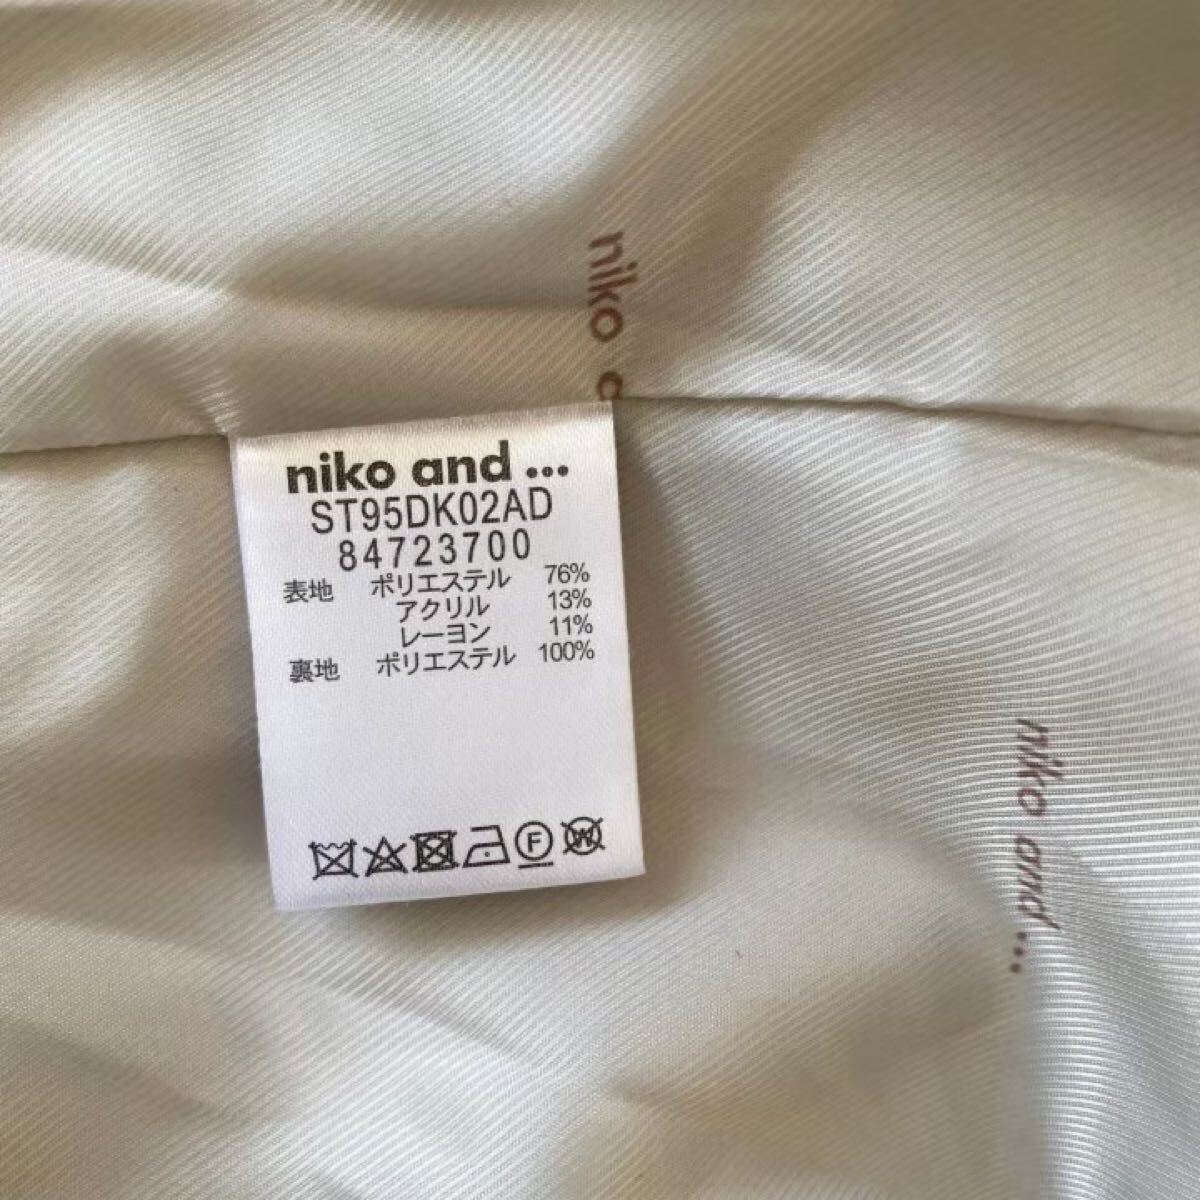 niko a
niko and ...
ST95DK02AD
84723700
表地 ポリエステル 76%
アクリル 13%
レーヨン 11%
裏地 ポリエステル 100%
F W
niko and ...